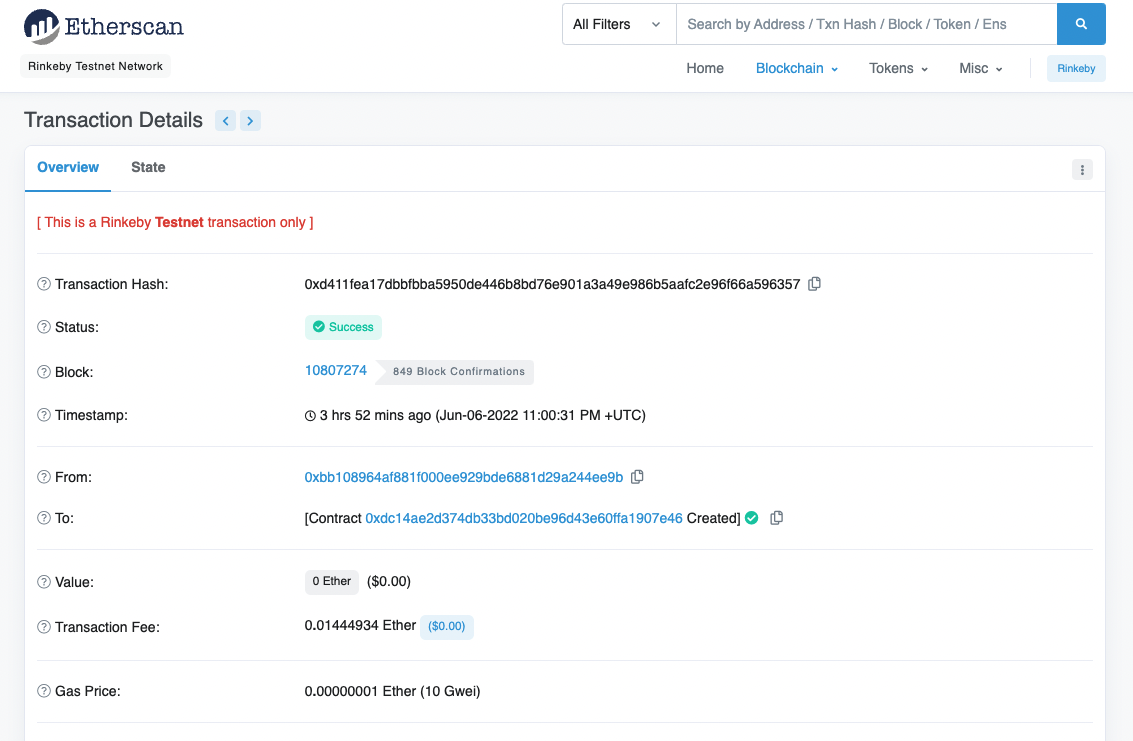 Etherscan
All Filters
Search by Address / Txn Hash / Block / Token / Ens
Rinkeby Testnet Network
Home Blockchain Tokens Misc Rinkeby
Transaction Details
Overview State
[ This is a Rinkeby Testnet transaction only ]
Transaction Hash: 0xd411fea17dbbfbba5950de446b8bd76e901a3a49e986b5aafc2e96f66a596357
Status: Success
Block: 10807274 849 Block Confirmations
Timestamp: 3 hrs 52 mins ago (Jun-06-2022 11:00:31 PM +UTC)
From: 0xbb108964af881f000ee929bde6881d29a244ee9b
To: [Contract 0xdc14ae2d374db33bd020be96d43e60ffa1907e46 Created]
Value: 0 Ether ($0.00)
Transaction Fee: 0.01444934 Ether ($0.00)
Gas Price: 0.00000001 Ether (10 Gwei)